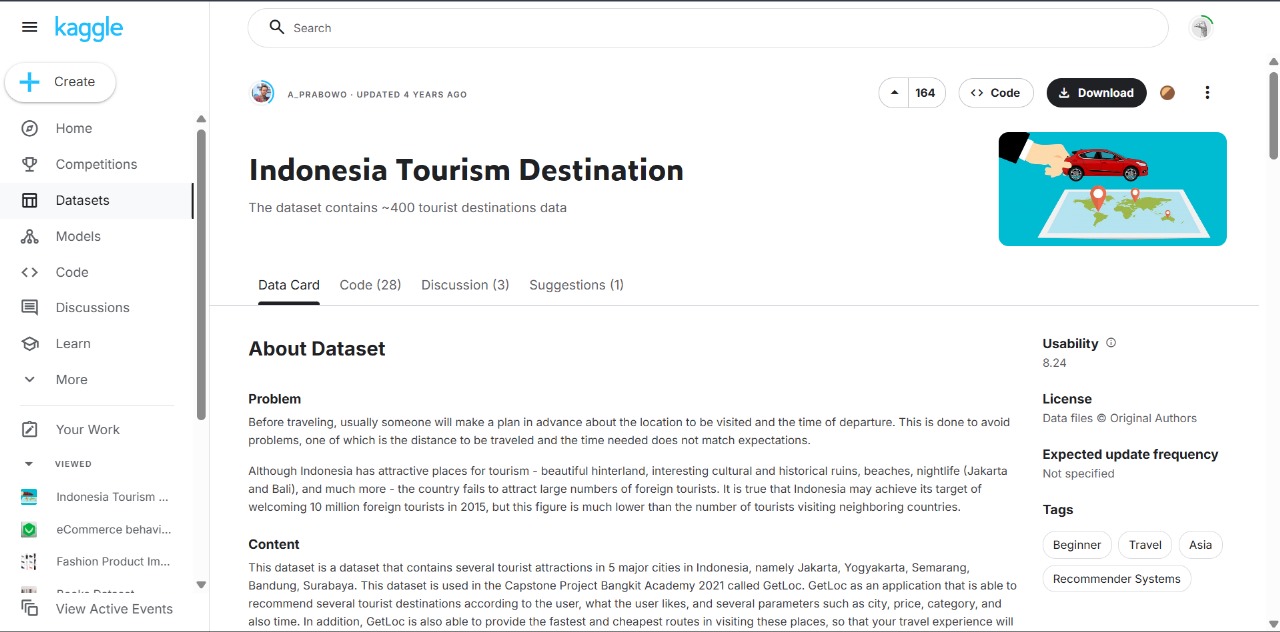 kaggle
Search
Create
Home
Competitions
Datasets
Models
Code
Discussions
Learn
More
Your Work
VIEWED
Indonesia Tourism ...
eCommerce behavi...
Fashion Product Im...
Books Dataset
View Active Events
A_PRABOWO · UPDATED 4 YEARS AGO
164
Code
Download
Indonesia Tourism Destination
The dataset contains ~400 tourist destinations data
Data Card
Code (28)
Discussion (3)
Suggestions (1)
About Dataset
Problem
Before traveling, usually someone will make a plan in advance about the location to be visited and the time of departure. This is done to avoid
problems, one of which is the distance to be traveled and the time needed does not match expectations.
Although Indonesia has attractive places for tourism - beautiful hinterland, interesting cultural and historical ruins, beaches, nightlife (Jakarta
and Bali), and much more - the country fails to attract large numbers of foreign tourists. It is true that Indonesia may achieve its target of
welcoming 10 million foreign tourists in 2015, but this figure is much lower than the number of tourists visiting neighboring countries.
Content
This dataset is a dataset that contains several tourist attractions in 5 major cities in Indonesia, namely Jakarta, Yogyakarta, Semarang,
Bandung, Surabaya. This dataset is used in the Capstone Project Bangkit Academy 2021 called GetLoc. GetLoc as an application that is able to
recommend several tourist destinations according to the user, what the user likes, and several parameters such as city, price, category, and
also time. In addition, GetLoc is also able to provide the fastest and cheapest routes in visiting these places, so that your travel experience will
Usability
8.24
License
Data files © Original Authors
Expected update frequency
Not specified
Tags
Beginner
Travel
Asia
Recommender Systems